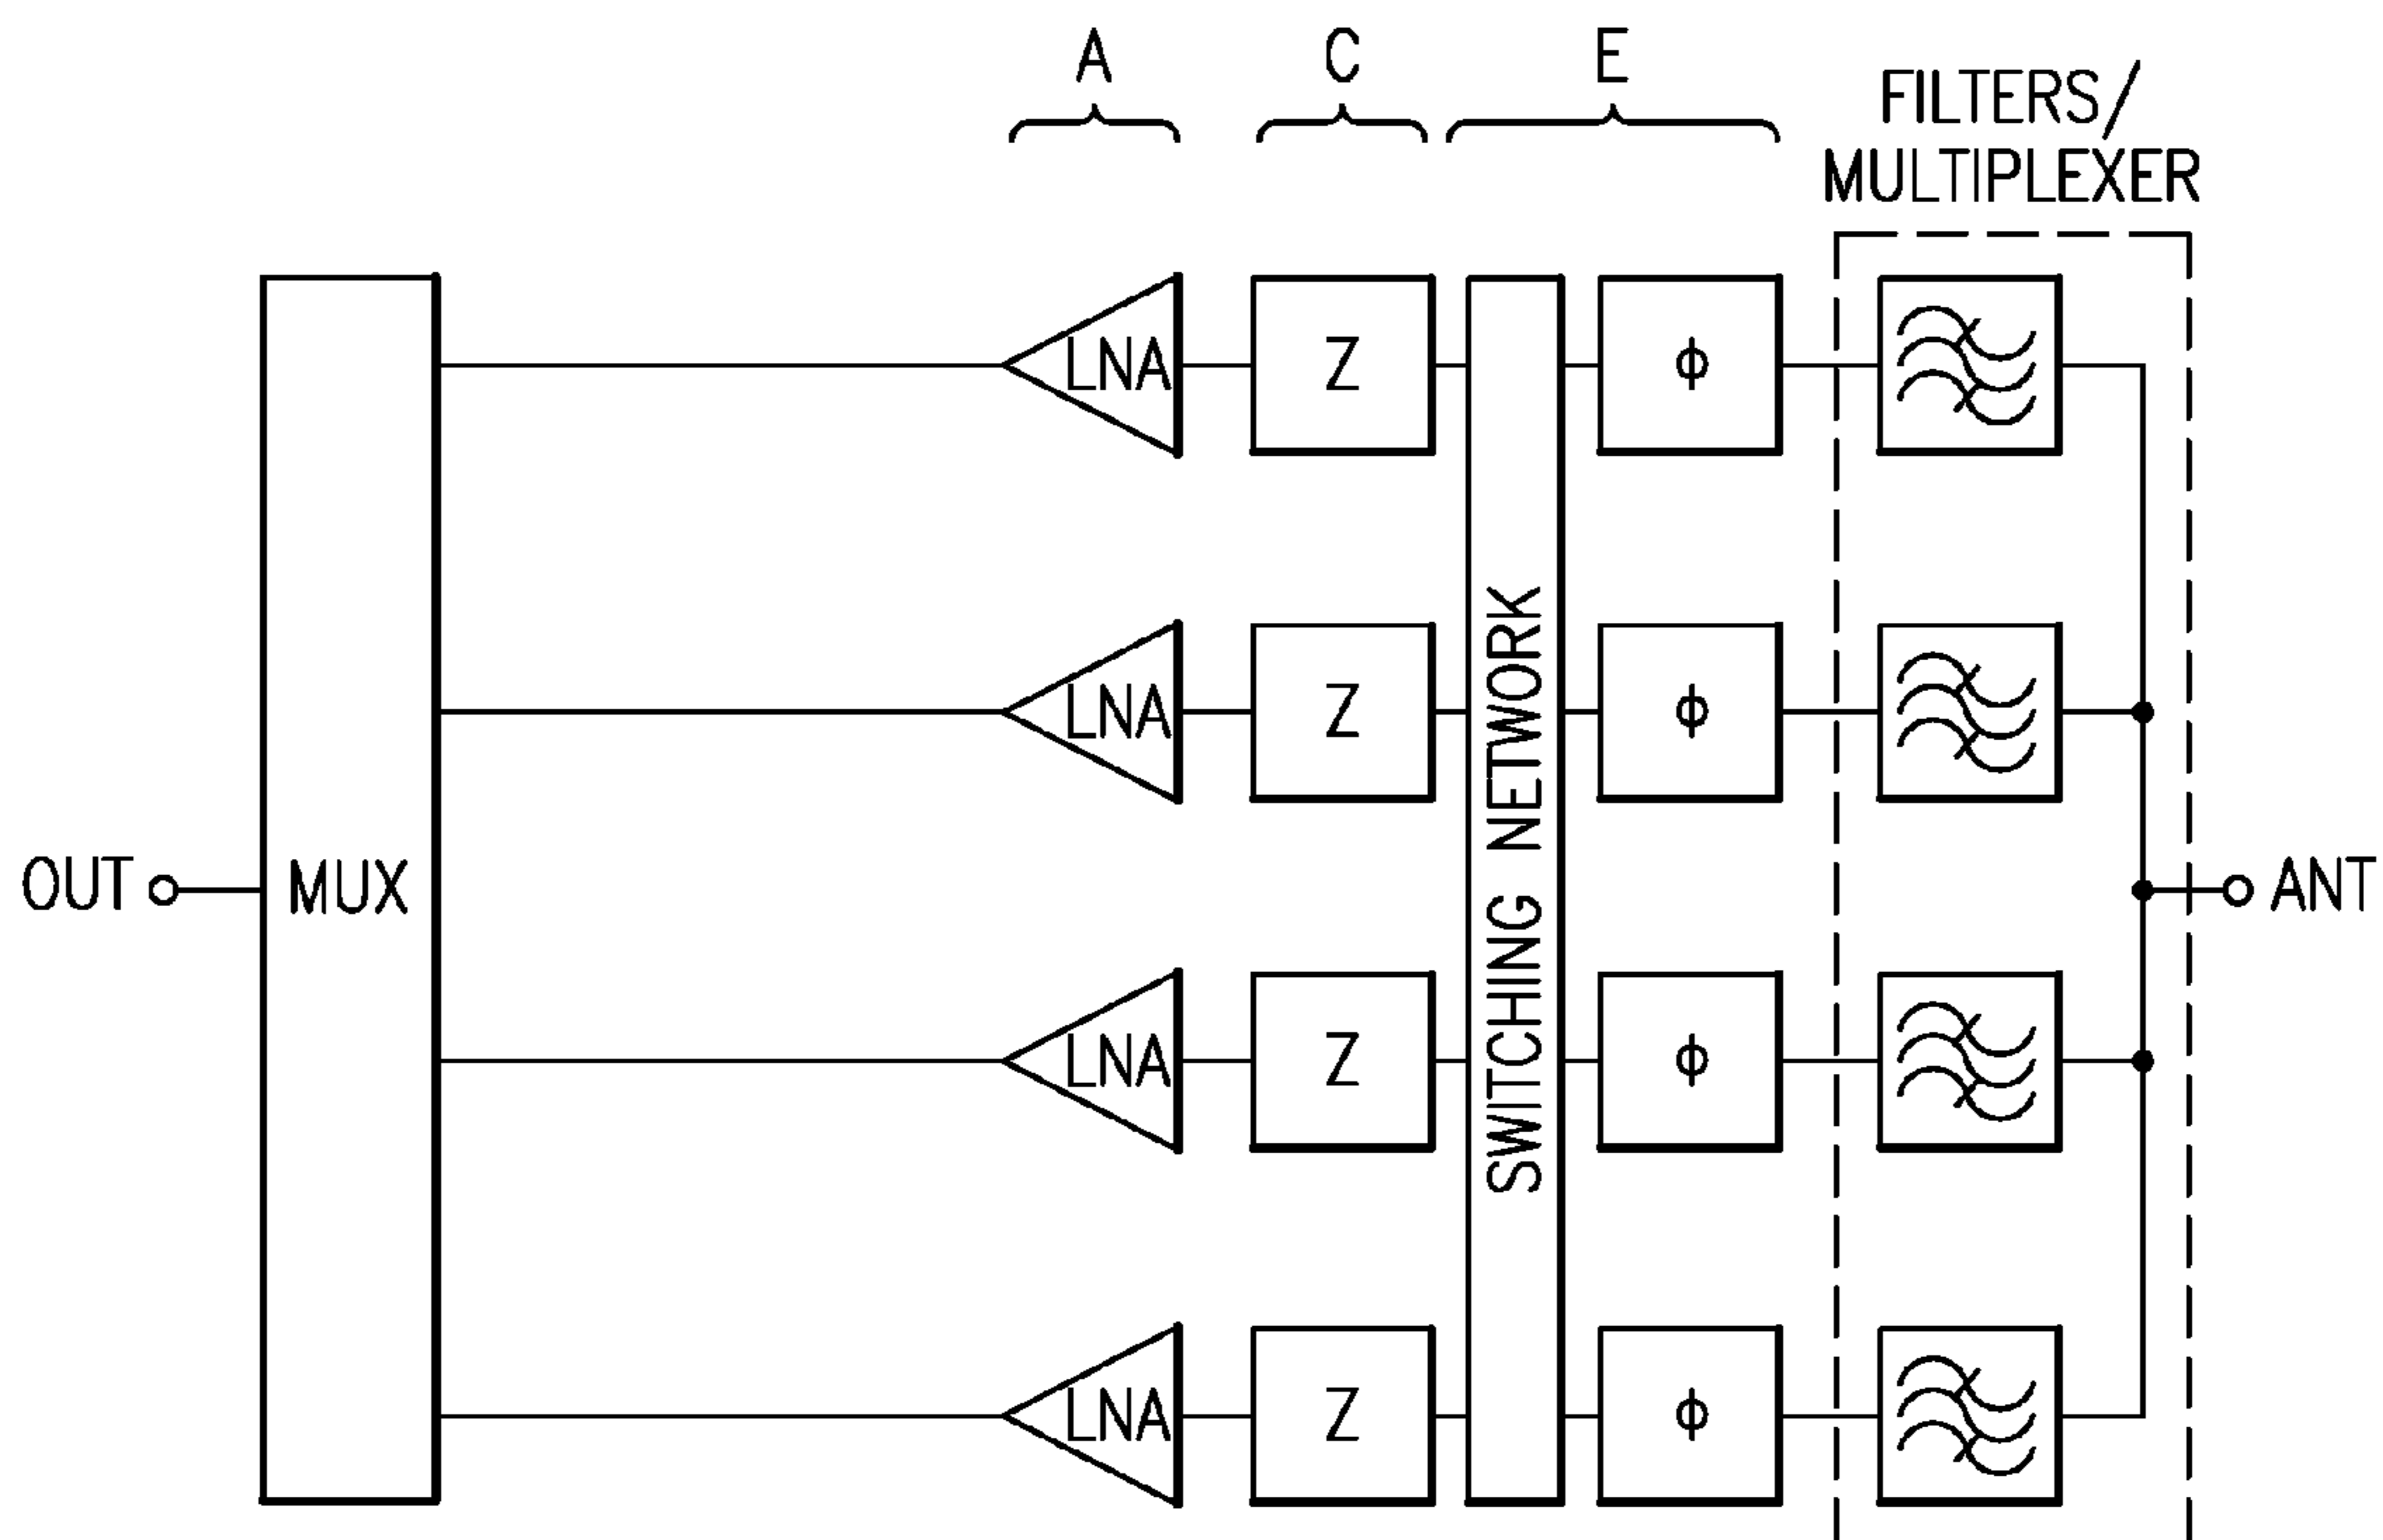 A
C
E
FILTERS/
MULTIPLEXER
LNA
Z
ϕ
LNA
Z
ϕ
OUT
MUX
SWITCHING NETWORK
ANT
LNA
Z
ϕ
LNA
Z
ϕ